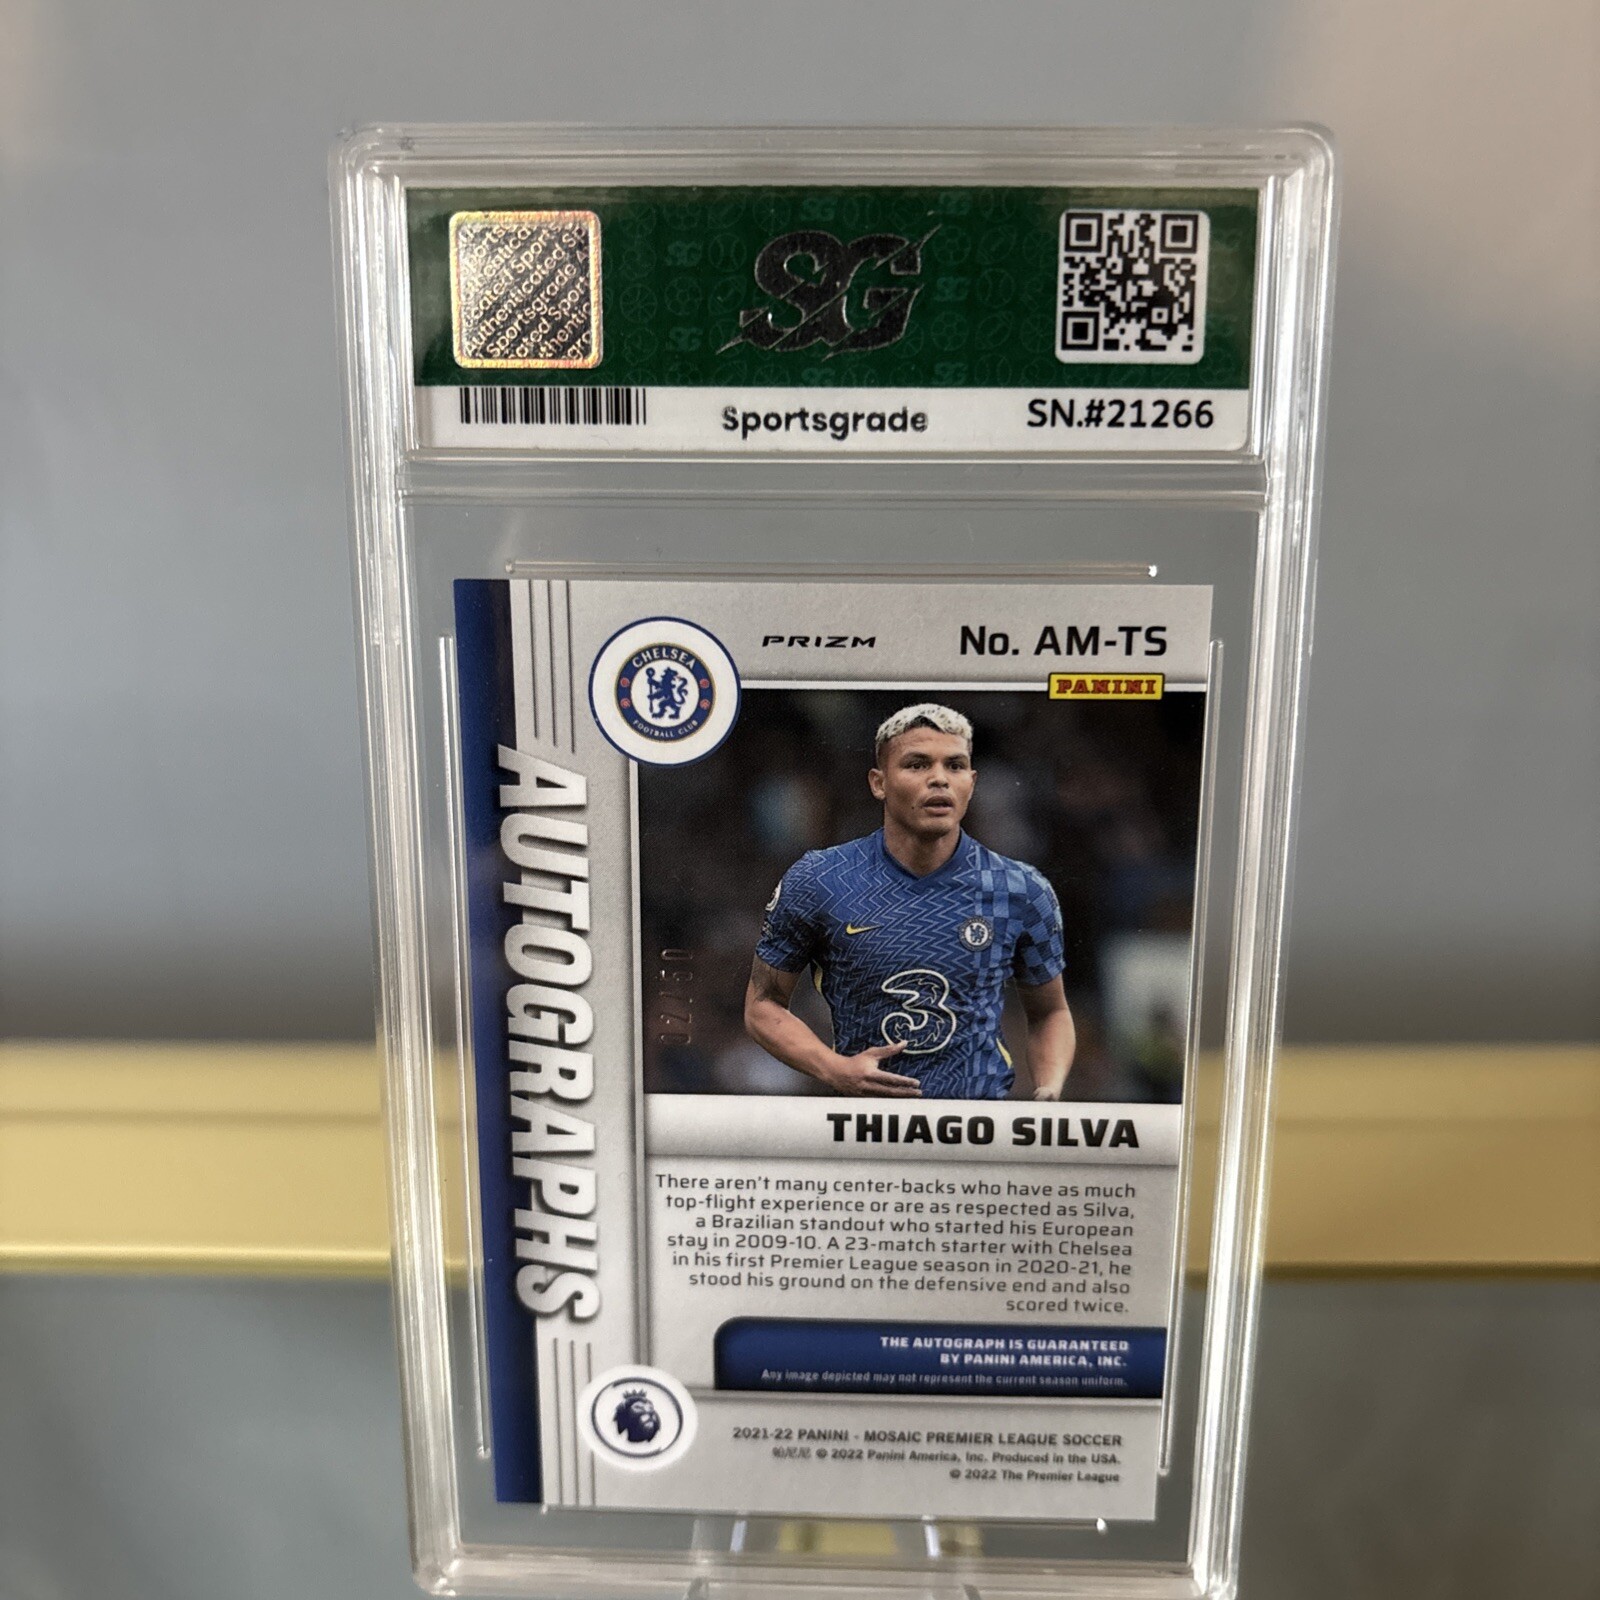 SG
Sportsgrade
SN.#21266
CHELSEA
FOOTBALL CLUB
PRIZM
No. AM-TS
PANINI
AUTOGRAPHS
3
THIAGO SILVA
There aren't many center-backs who have as much
top-flight experience or are as respected as Silva,
a Brazilian standout who started his European
stay in 2009-10. A 23-match starter with Chelsea
in his first Premier League season in 2020-21, he
stood his ground on the defensive end and also
scored twice.
THE AUTOGRAPH IS GUARANTEED
BY PANINI AMERICA, INC.
Any image depicted may not represent the current season uniform.
2021-22 PANINI - MOSAIC PREMIER LEAGUE SOCCER
帕尼尼 © 2022 Panini America, Inc. Produced in the USA.
© 2022 The Premier League